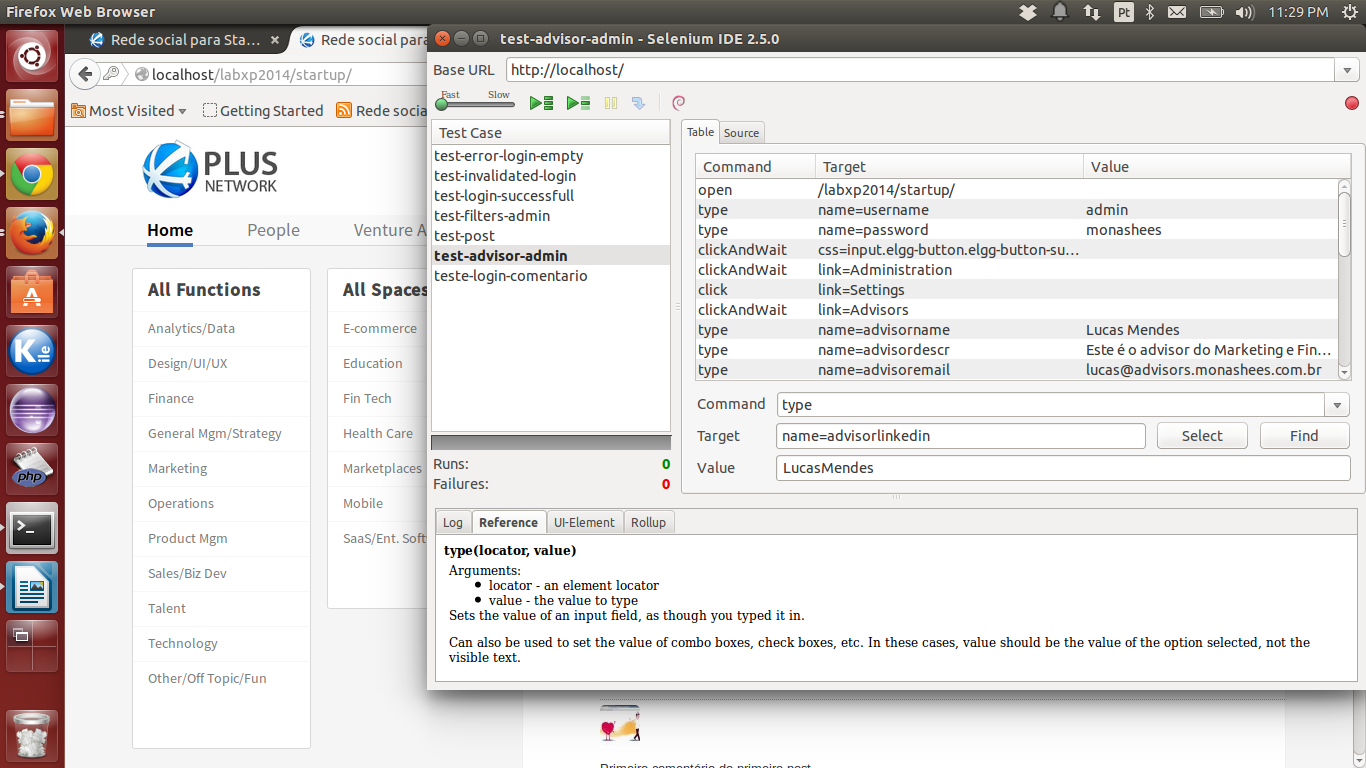 Firefox Web Browser
Pt
11:29 PM
Rede social para Sta...
Rede social para
localhost/labxp2014/startup/
Most Visited
Getting Started
Rede socia
PLUS
NETWORK
Home
People
Venture A
All Functions
Analytics/Data
Design/UI/UX
Finance
General Mgm/Strategy
Marketing
Operations
Product Mgm
Sales/Biz Dev
Talent
Technology
Other/Off Topic/Fun
All Spaces
E-commerce
Education
Fin Tech
Health Care
Marketplaces
Mobile
SaaS/Ent. Soft
test-advisor-admin - Selenium IDE 2.5.0
Base URL
http://localhost/
Fast
Slow
Test Case
test-error-login-empty
test-invalidated-login
test-login-successfull
test-filters-admin
test-post
test-advisor-admin
teste-login-comentario
Runs: 0
Failures: 0
Table
Source
Command Target Value
open /labxp2014/startup/
type name=username admin
type name=password monashees
clickAndWait css=input.elgg-button.elgg-button-su...
clickAndWait link=Administration
click link=Settings
clickAndWait link=Advisors
type name=advisorname Lucas Mendes
type name=advisordescr Este é o advisor do Marketing e Fin...
type name=advisoremail lucas@advisors.monashees.com.br
Command type
Target name=advisorlinkedin Select Find
Value LucasMendes
Log
Reference
UI-Element
Rollup
type(locator, value)
Arguments:
locator - an element locator
value - the value to type
Sets the value of an input field, as though you typed it in.
Can also be used to set the value of combo boxes, check boxes, etc. In these cases, value should be the value of the option selected, not the
visible text.
Primeiro comentário do primeiro post
K ile
php